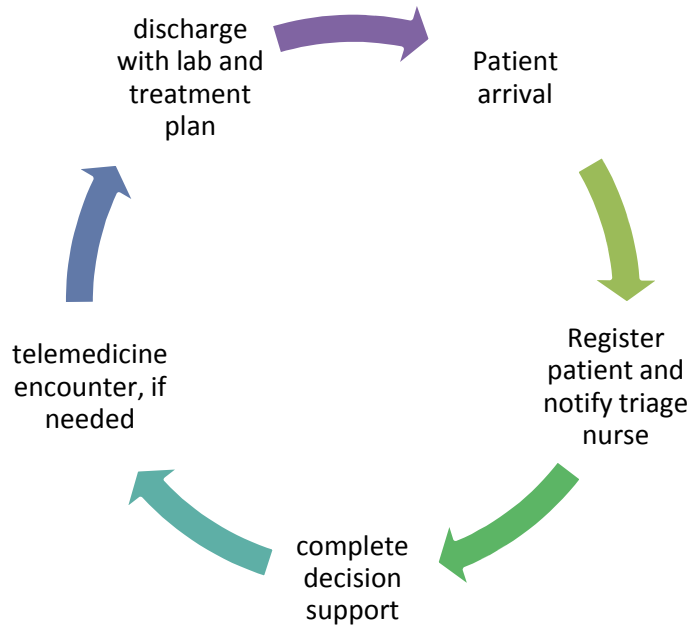 Patient
arrival
Register
patient and
notify triage
nurse
complete
decision
support
telemedicine
encounter, if
needed
discharge
with lab and
treatment
plan